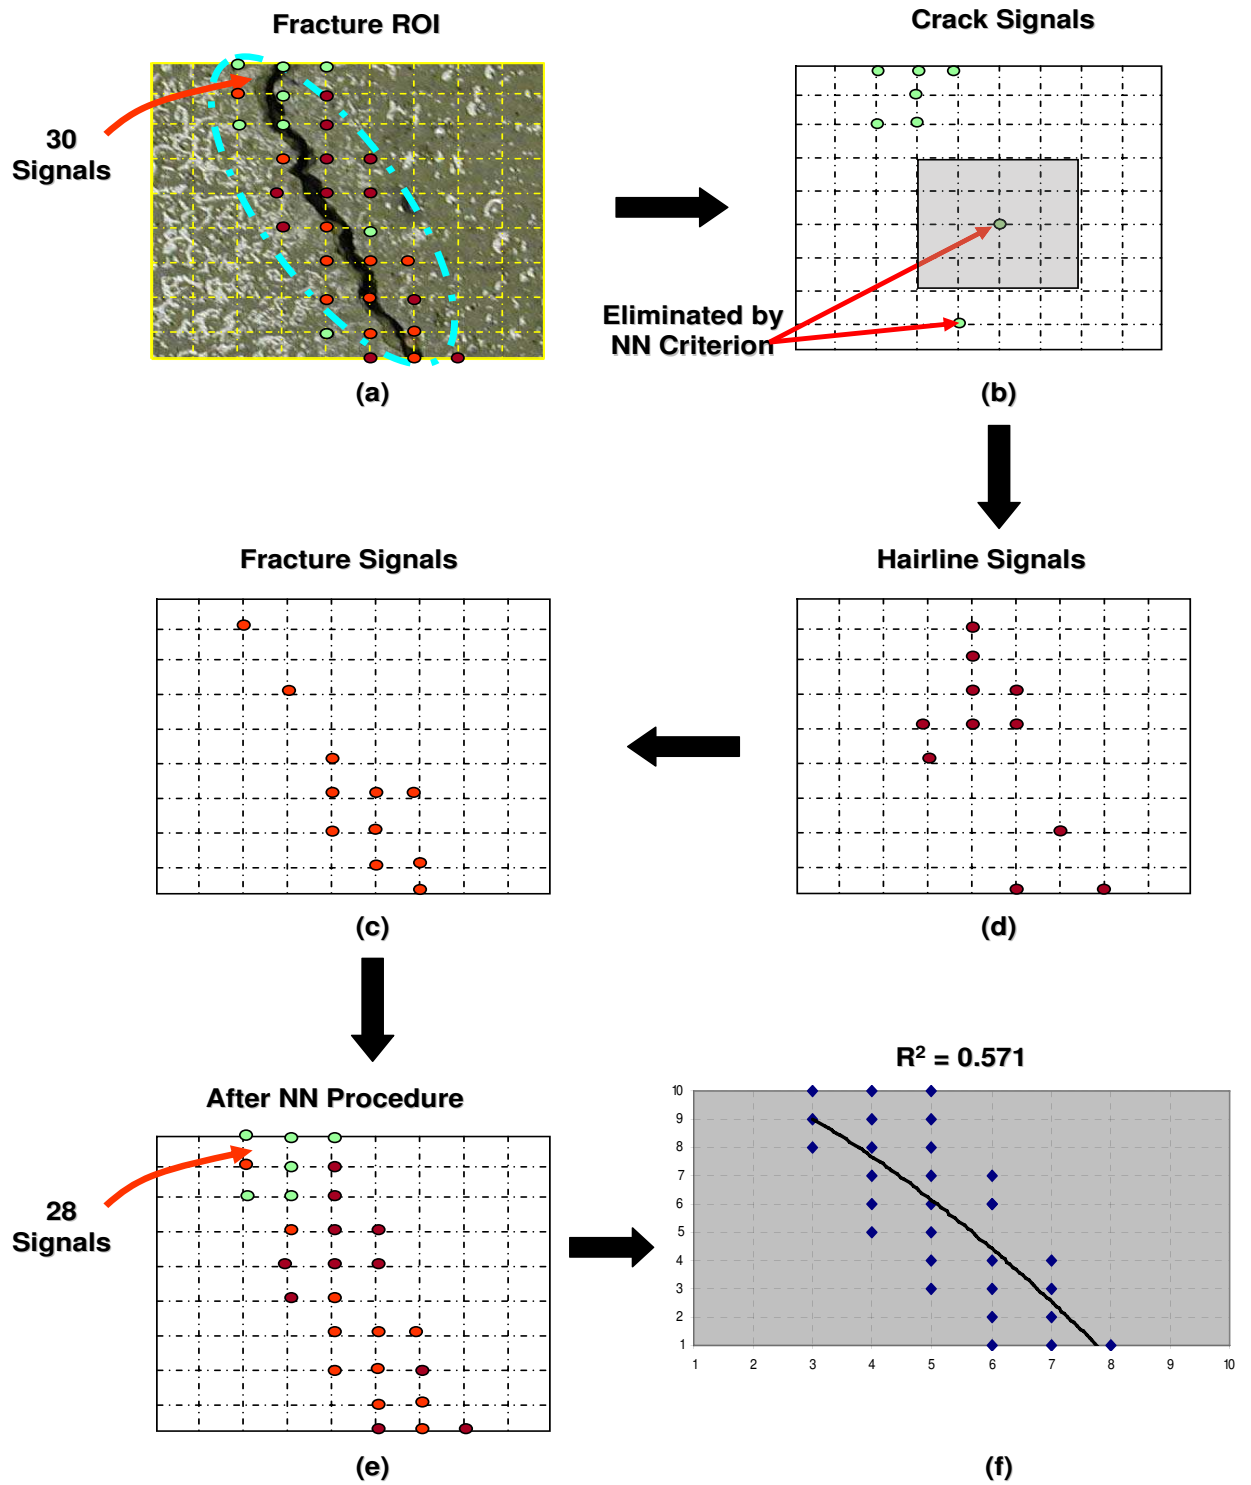 Fracture ROI
Crack Signals
30
Signals
Eliminated by
NN Criterion
(a)
(b)
Fracture Signals
Hairline Signals
(c)
(d)
After NN Procedure
28
Signals
R² = 0.571
10
9
8
7
6
5
4
3
2
1
1 2 3 4 5 6 7 8 9 10
(e)
(f)